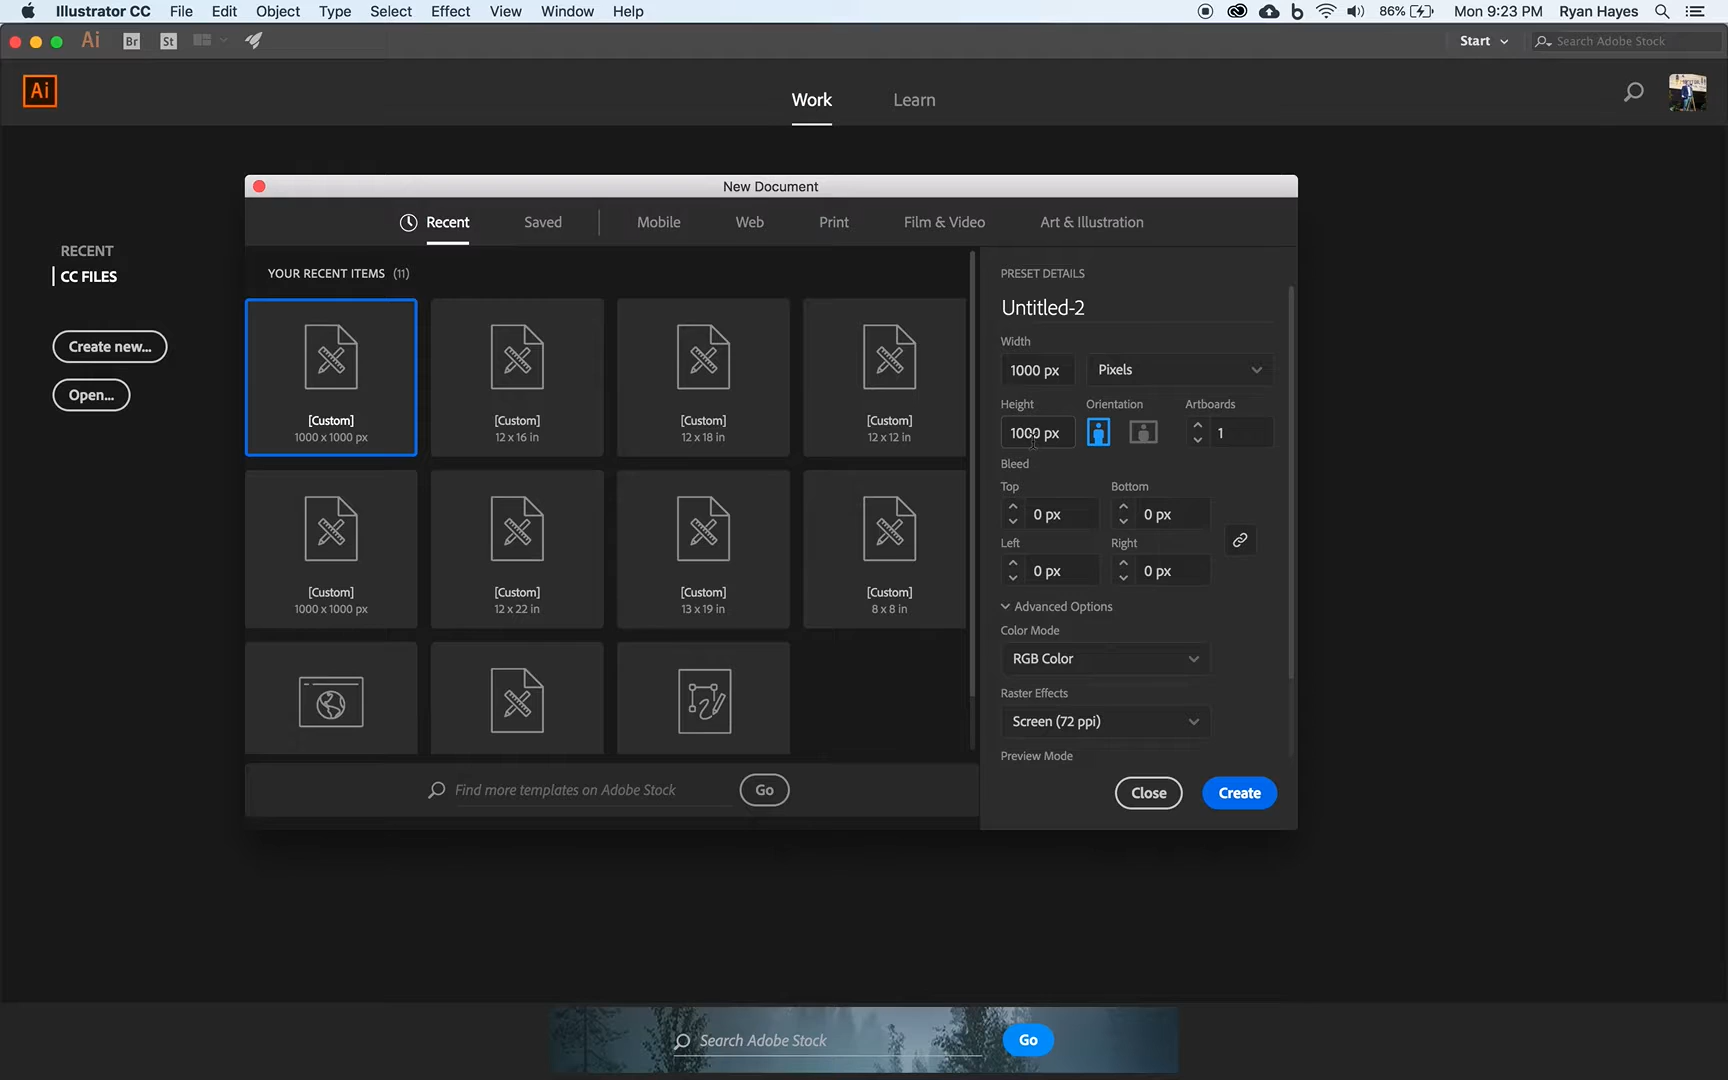 Illustrator CC File Edit Object Type Select Effect View Window Help 86% Mon 9:23 PM Ryan Hayes
Ai Br St Start Search Adobe Stock
Ai Work Learn
New Document
Recent Saved Mobile Web Print Film & Video Art & Illustration
RECENT
CC FILES
Create new...
Open...
YOUR RECENT ITEMS (11)
[Custom] [Custom] [Custom] [Custom]
1000 x 1000 px 12 x 16 in 12 x 18 in 12 x 12 in
[Custom] [Custom] [Custom] [Custom]
1000 x 1000 px 12 x 22 in 13 x 19 in 8 x 8 in
Find more templates on Adobe Stock Go
PRESET DETAILS
Untitled-2
Width
1000 px Pixels
Height Orientation Artboards
1000 px 1
Bleed
Top Bottom
0 px 0 px
Left Right
0 px 0 px
Advanced Options
Color Mode
RGB Color
Raster Effects
Screen (72 ppi)
Preview Mode
Close Create
Search Adobe Stock Go